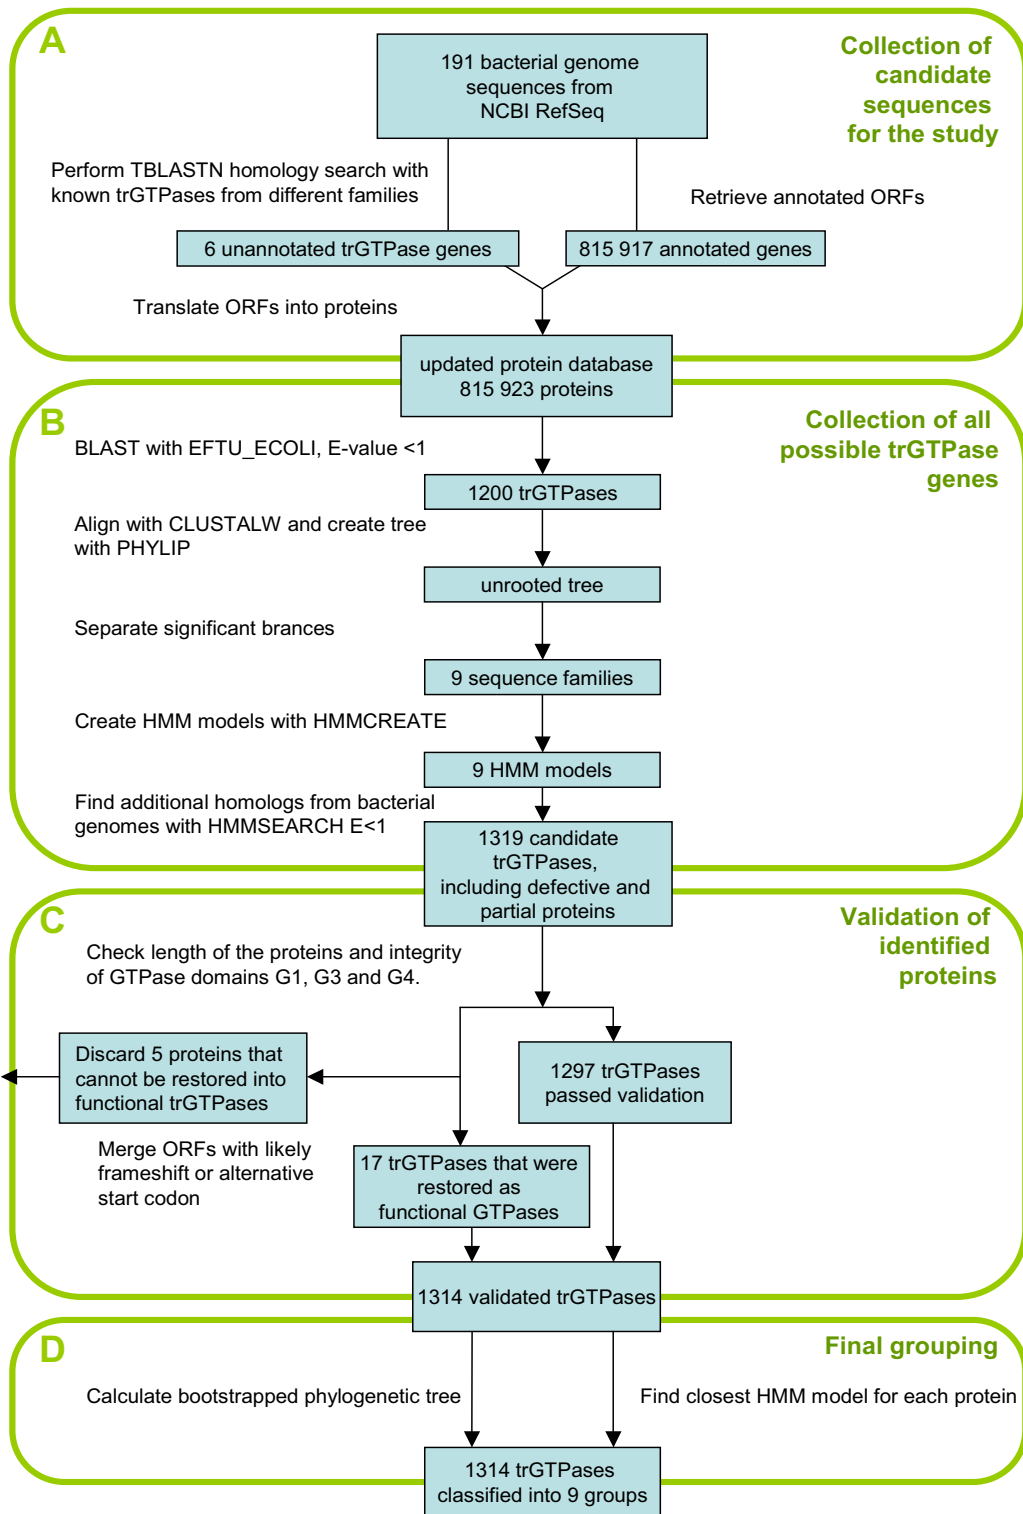 A
Collection of
candidate
sequences
for the study
191 bacterial genome
sequences from
NCBI RefSeq
Perform TBLASTN homology search with
known trGTPases from different families
Retrieve annotated ORFs
6 unannotated trGTPase genes
815 917 annotated genes
Translate ORFs into proteins
updated protein database
815 923 proteins
B
Collection of all
possible trGTPase
genes
BLAST with EFTU_ECOLI, E-value <1
1200 trGTPases
Align with CLUSTALW and create tree
with PHYLIP
unrooted tree
Separate significant brances
9 sequence families
Create HMM models with HMMCREATE
9 HMM models
Find additional homologs from bacterial
genomes with HMMSEARCH E<1
1319 candidate
trGTPases,
including defective and
partial proteins
C
Validation of
identified
proteins
Check length of the proteins and integrity
of GTPase domains G1, G3 and G4.
Discard 5 proteins that
cannot be restored into
functional trGTPases
1297 trGTPases
passed validation
Merge ORFs with likely
frameshift or alternative
start codon
17 trGTPases that were
restored as
functional GTPases
1314 validated trGTPases
D
Final grouping
Calculate bootstrapped phylogenetic tree
Find closest HMM model for each protein
1314 trGTPases
classified into 9 groups